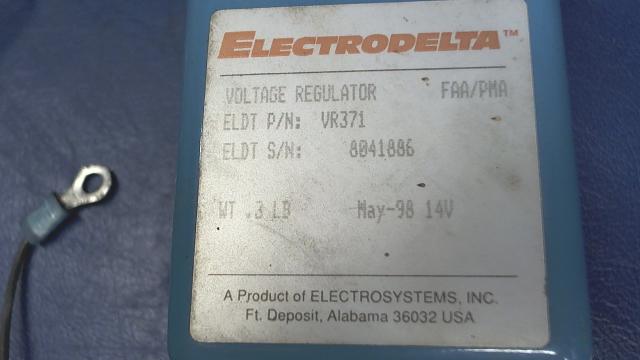 ELECTRODELTA™
VOLTAGE REGULATOR FAA/PMA
ELDT P/N: VR371
ELDT S/N: 8041886
WT .3 LB May-98 14V
A Product of ELECTROSYSTEMS, INC.
Ft. Deposit, Alabama 36032 USA